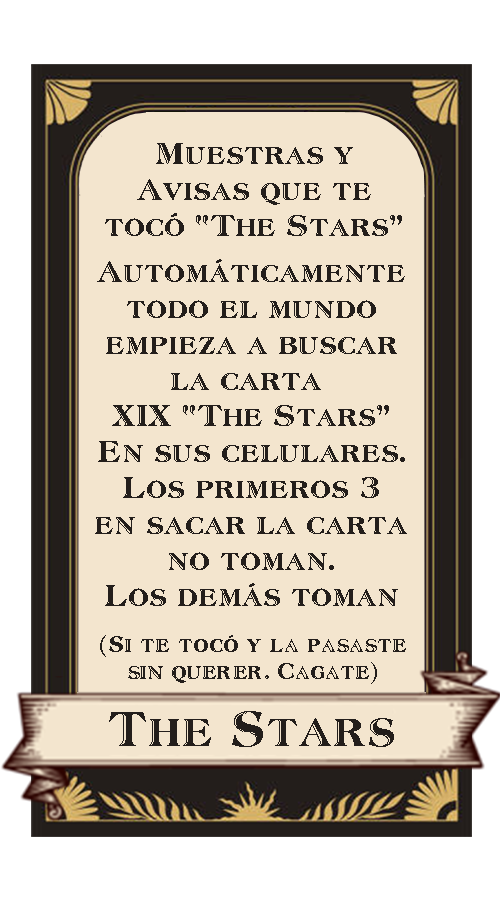 Muestras y
Avisas que te
tocó "The Stars"
Automáticamente
todo el mundo
empieza a buscar
la carta
XIX "The Stars"
En sus celulares.
Los primeros 3
en sacar la carta
no toman.
Los demás toman
(Si te tocó y la pasaste
sin querer. Cagate)
The Stars